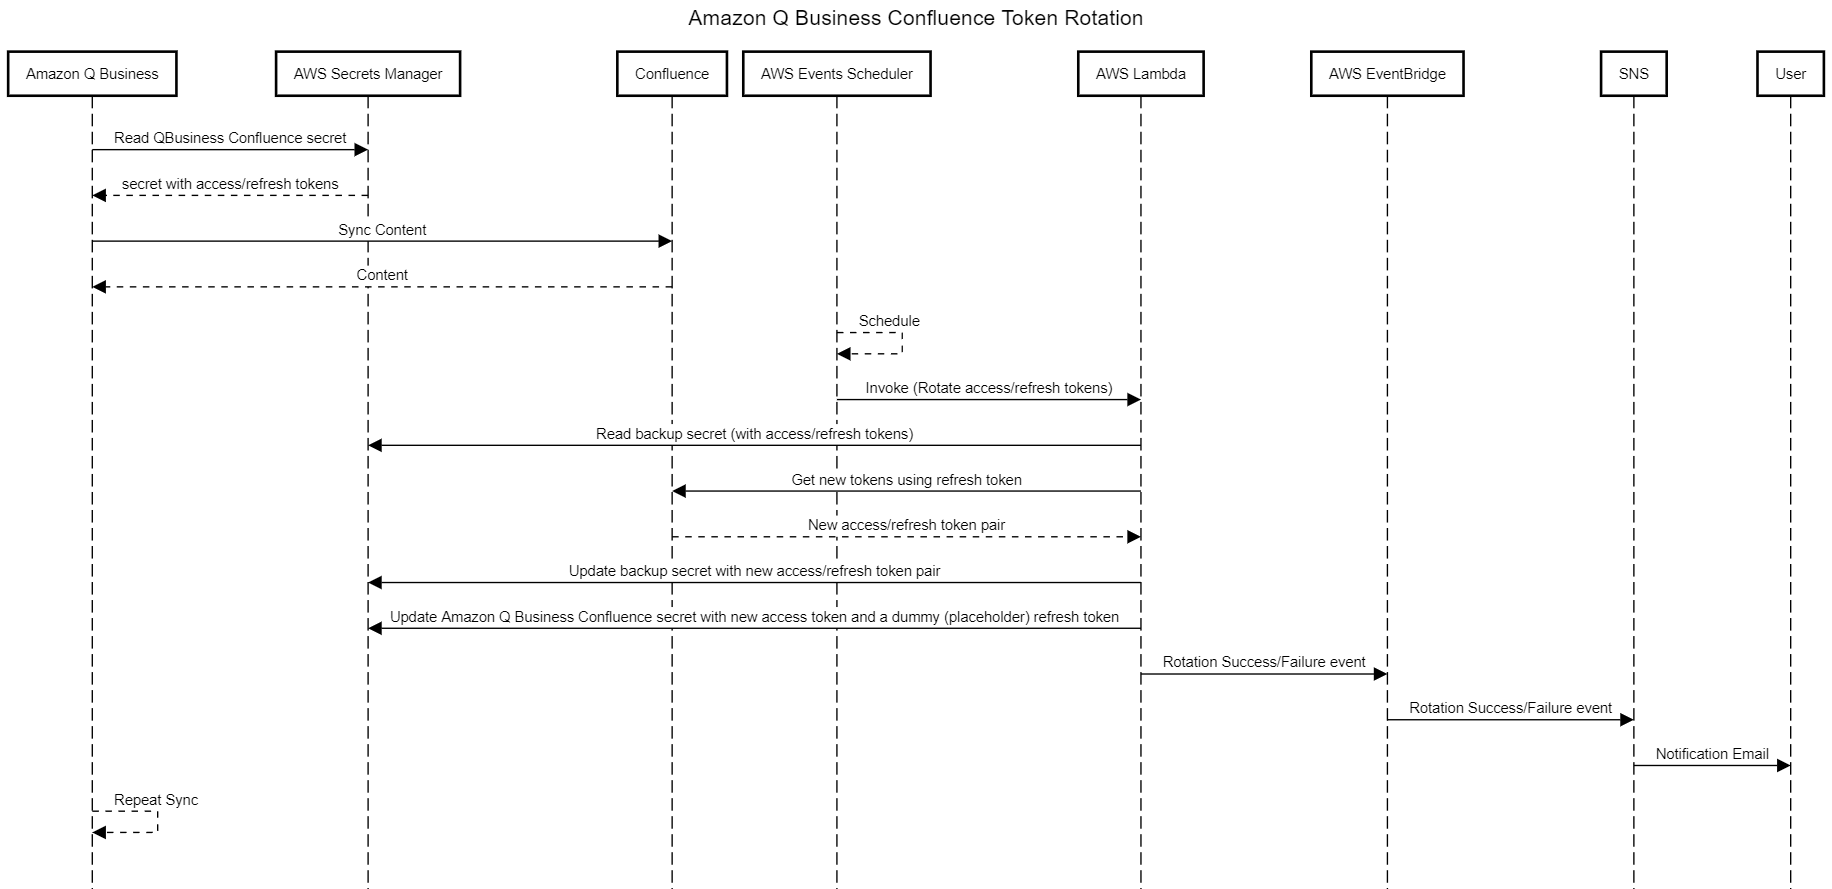 Amazon Q Business Confluence Token Rotation
Amazon Q Business
AWS Secrets Manager
Confluence
AWS Events Scheduler
AWS Lambda
AWS EventBridge
SNS
User
Read QBusiness Confluence secret
secret with access/refresh tokens
Sync Content
Content
Schedule
Invoke (Rotate access/refresh tokens)
Read backup secret (with access/refresh tokens)
Get new tokens using refresh token
New access/refresh token pair
Update backup secret with new access/refresh token pair
Update Amazon Q Business Confluence secret with new access token and a dummy (placeholder) refresh token
Rotation Success/Failure event
Rotation Success/Failure event
Notification Email
Repeat Sync